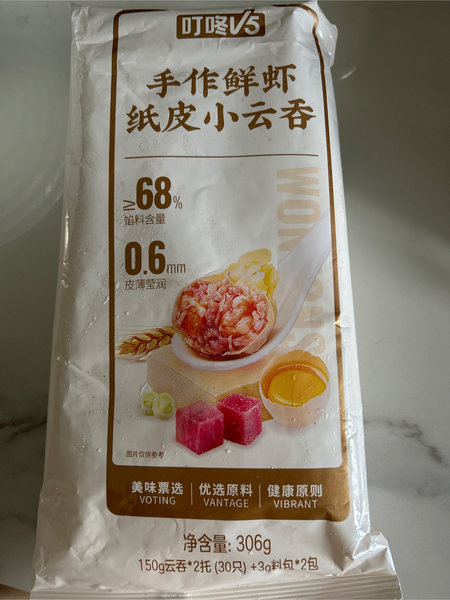 叮咚V5
手作鲜虾
纸皮小云吞
WONTONS
≥68%
馅料含量
0.6mm
皮薄莹润
图片仅供参考
美味票选 优选原料 健康原则
VOTING VANTAGE VIBRANT
净含量: 306g
150g云吞*2托 (30只) +3g料包*2包